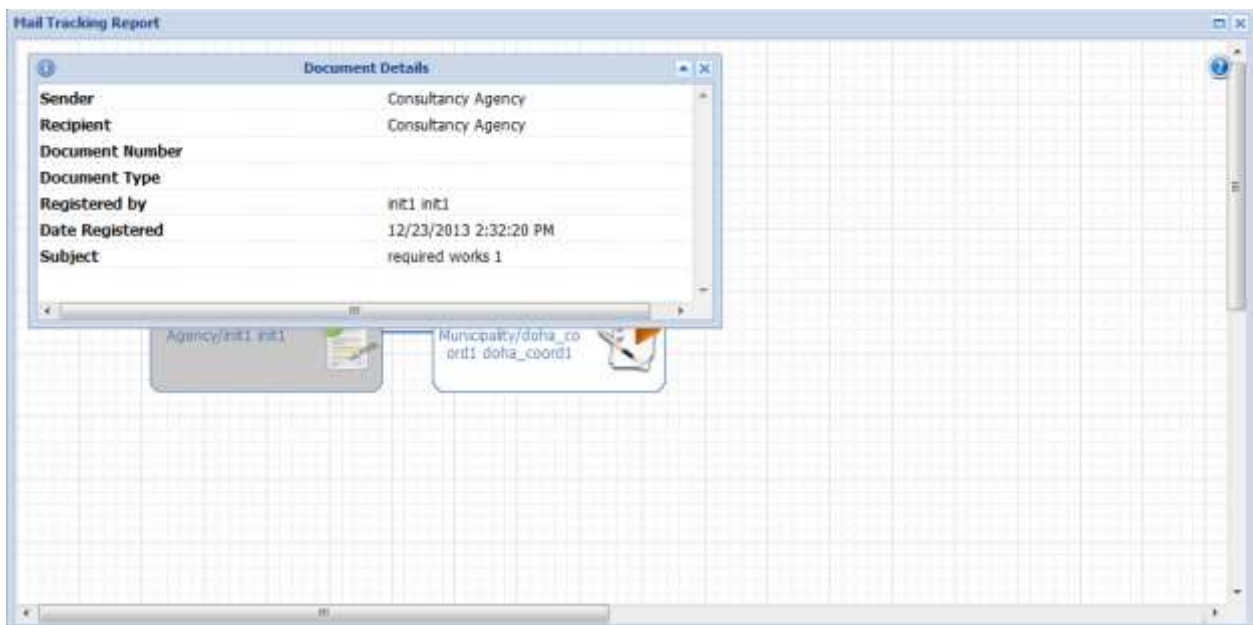 Mail Tracking Report
Document Details
Sender Consultancy Agency
Recipient Consultancy Agency
Document Number
Document Type
Registered by init1 init1
Date Registered 12/23/2013 2:32:20 PM
Subject required works 1
Agency/init1 init1
Municipality/doha_co
ord1 doha_coord1